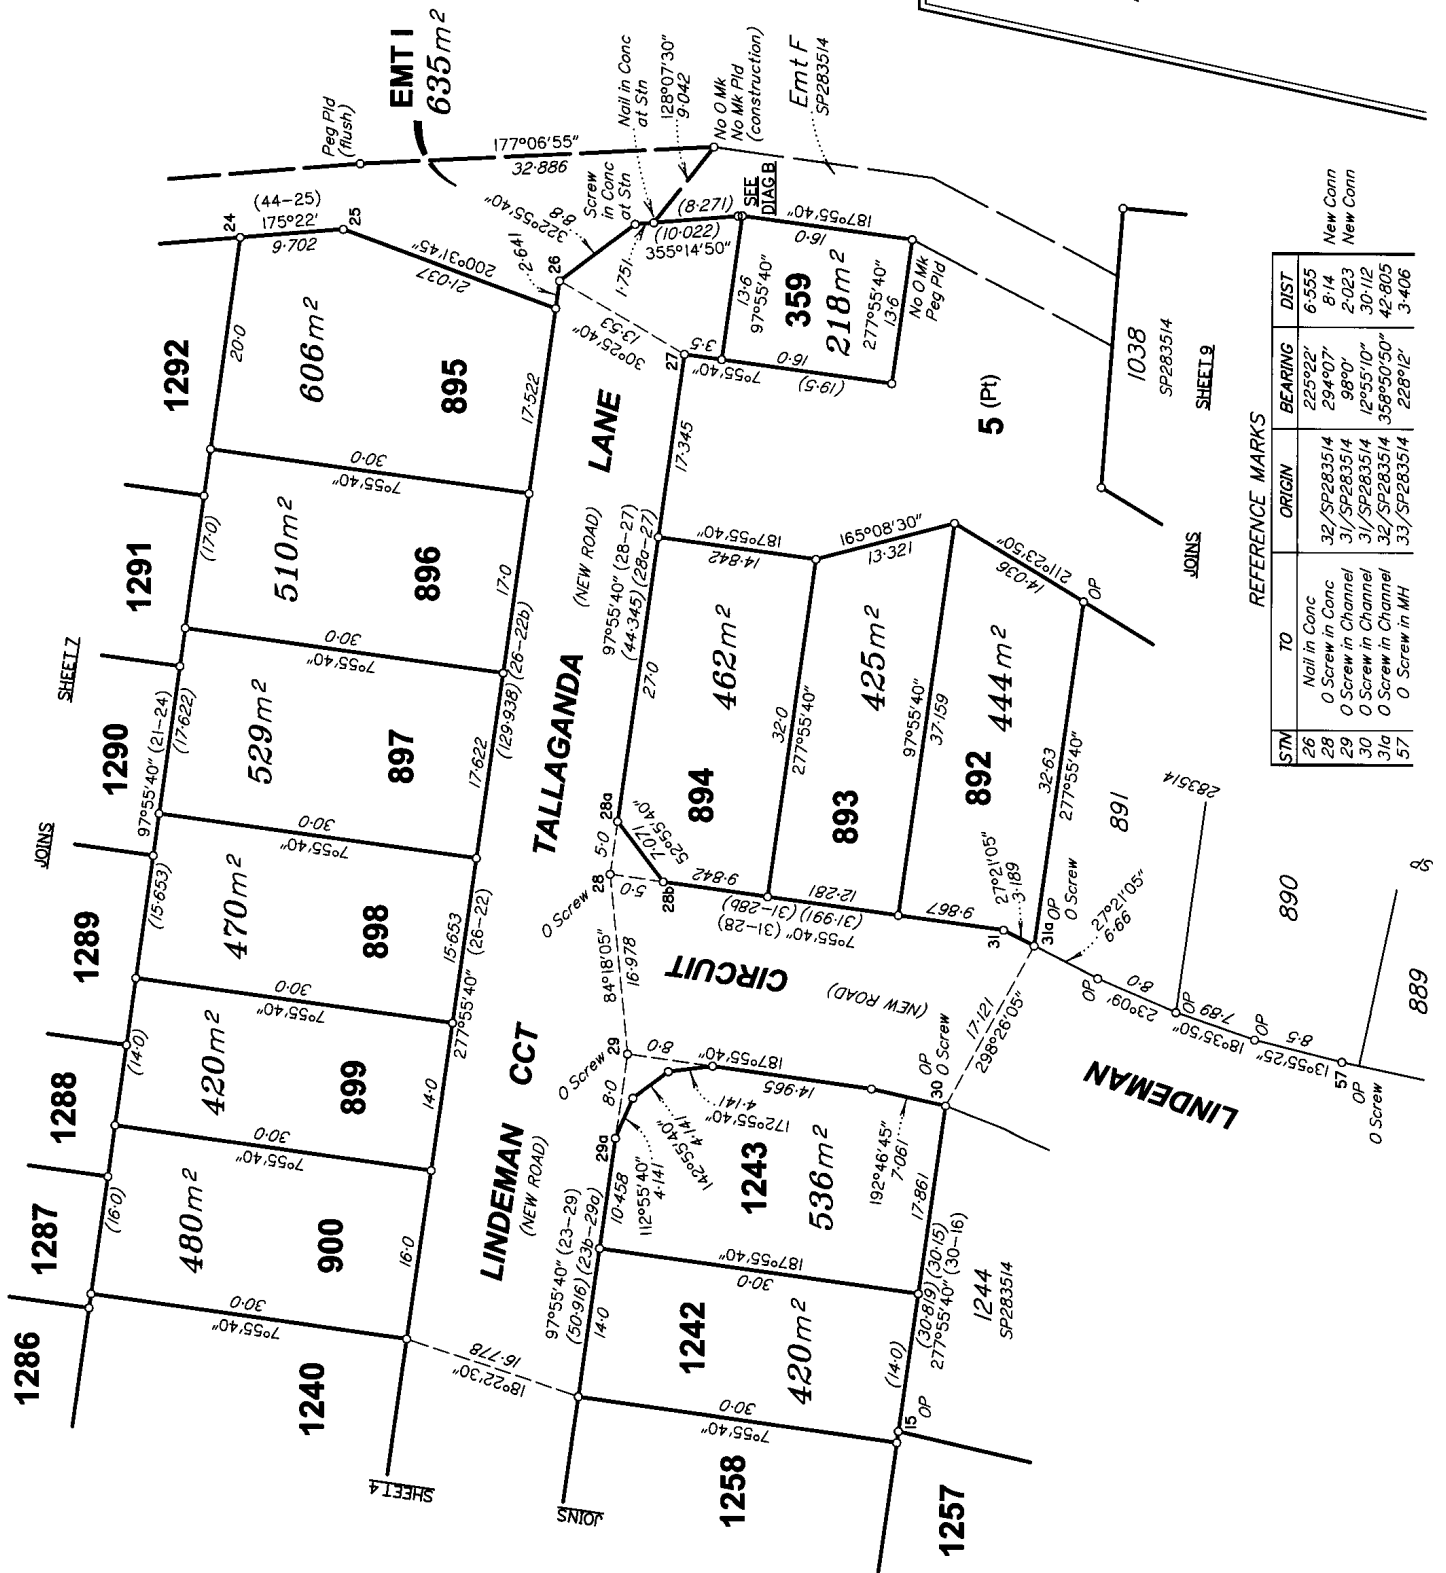 EMT I
635m²
Peg Pld
(flush)
177°06'55"
32·886
Nail in Conc
at Stn
128°07'30"
9·042
No O Mk
No Mk Pld
(construction)
Emt F
SP283514
Screw
in Conc
at Stn
322°55'40"
8·8
24
(44-25)
175°22'
9·702
25
200°31'45"
21·037
2·641
26
1·751
(8·271)
(10·022)
355°14'50"
SEE
DIAG B
187°55'40"
16·0
13·6
97°55'40"
359
218m²
277°55'40"
13·6
No O Mk
Peg Pld
30°25'40"
13·53
27
3·5
7°55'40"
16·0
(19·5)
5 (Pt)
1038
SP283514
SHEET 9
JOINS
1292
20·0
606m²
895
17·522
30·0
7°55'40"
1291
(17·0)
510m²
896
17·0
30·0
7°55'40"
SHEET 7
JOINS
1290
97°55'40" (21-24)
(17·622)
529m²
897
17·622
(129·938) (26-22b)
30·0
7°55'40"
1289
(15·653)
470m²
898
15·653
277°55'40" (26-22)
30·0
7°55'40"
1288
(14·0)
420m²
899
14·0
30·0
7°55'40"
1287
(16·0)
480m²
900
16·0
30·0
7°55'40"
1286
1240
SHEET 4
JOINS
18°22'30"
16·778
TALLAGANDA LANE
(NEW ROAD)
97°55'40" (28-27)
(44·345) (28a-27)
17·345
27·0
187°55'40"
14·842
165°08'30"
13·321
211°23'50"
14·036
OP
462m²
894
32·0
277°55'40"
425m²
893
97°55'40"
37·159
444m²
892
32·63
277°55'40"
28a
5·0
28
O Screw
7·071
52°55'40"
5·0
28b
9·842
12·281
7°55'40" (31-28)
(31·991) (31-28b)
9·867
31
27°21'05"
3·189
31a
OP
O Screw
84°18'05"
16·978
CIRCUIT
(NEW ROAD)
LINDEMAN
17·121
298°26'05"
27°21'05"
6·66
OP
8·0
23°09'
OP
7·89
18°35'50"
OP
8·5
13°55'25"
57
OP
O Screw
891
283514
890
SP
889
LINDEMAN CCT
(NEW ROAD)
O Screw
29
8·0
8·0
29a
10·458
112°55'40"
4·141
142°55'40"
4·141
172°55'40"
4·141
187°55'40"
14·965
192°46'45"
7·061
30
OP
O Screw
1243
536m²
17·861
187°55'40"
30·0
97°55'40" (23-29)
(50·916) (23b-29a)
14·0
1242
420m²
(14·0)
(30·819) (30-15)
277°55'40" (30-16)
1244
SP283514
15
OP
30·0
7°55'40"
1258
1257
REFERENCE MARKS
STN TO ORIGIN BEARING DIST
26 Nail in Conc 225°22' 6·555
28 O Screw in Conc 32/SP283514 294°07' 8·14 New Conn
29 O Screw in Channel 31/SP283514 98°0' 2·023 New Conn
30 O Screw in Channel 31/SP283514 12°55'10" 30·112
31a O Screw in Channel 32/SP283514 358°50'50" 42·805
57 O Screw in MH 33/SP283514 228°12' 3·406